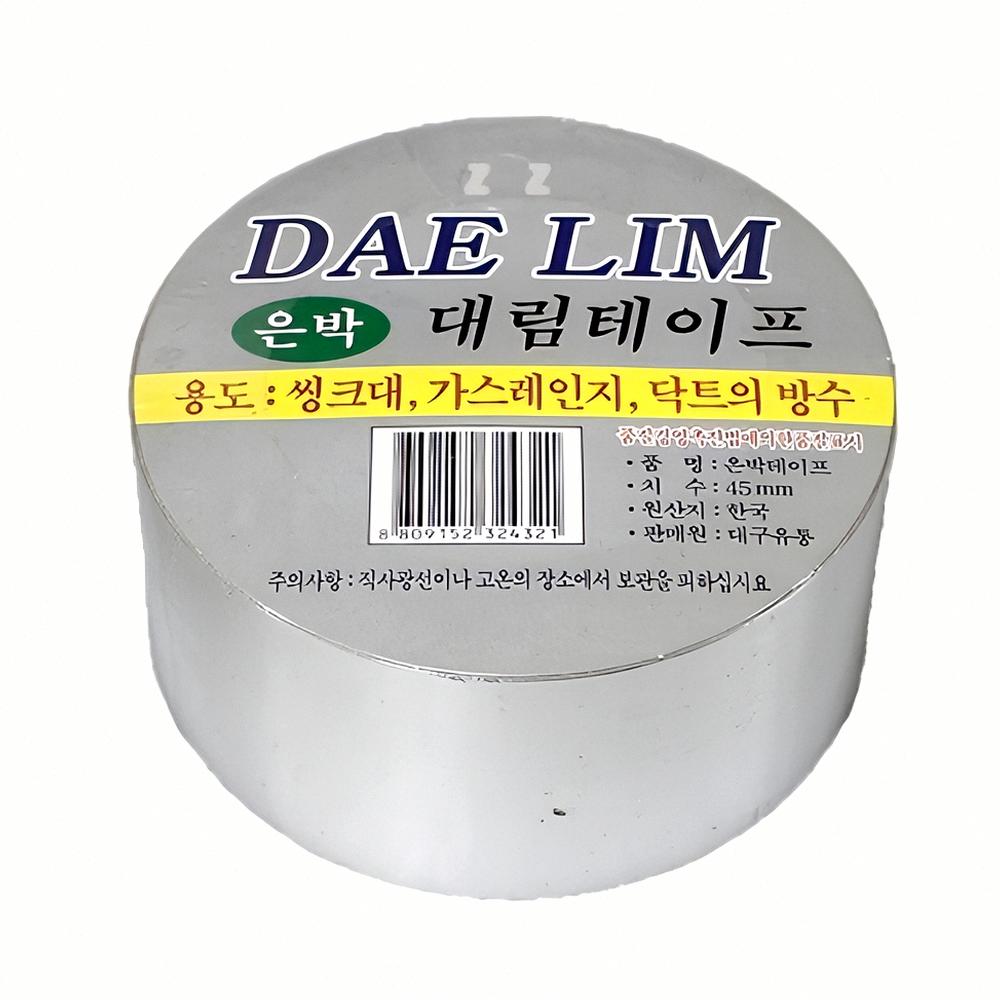 DAE LIM
은박 대림테이프
용도 : 씽크대, 가스레인지, 닥트의 방수
8 809152 324321
· 품 명 : 은박테이프
· 치 수 : 45mm
· 원산지 : 한국
· 판매원 : 대구유통
주의사항 : 직사광선이나 고온의 장소에서 보관을 피하십시요